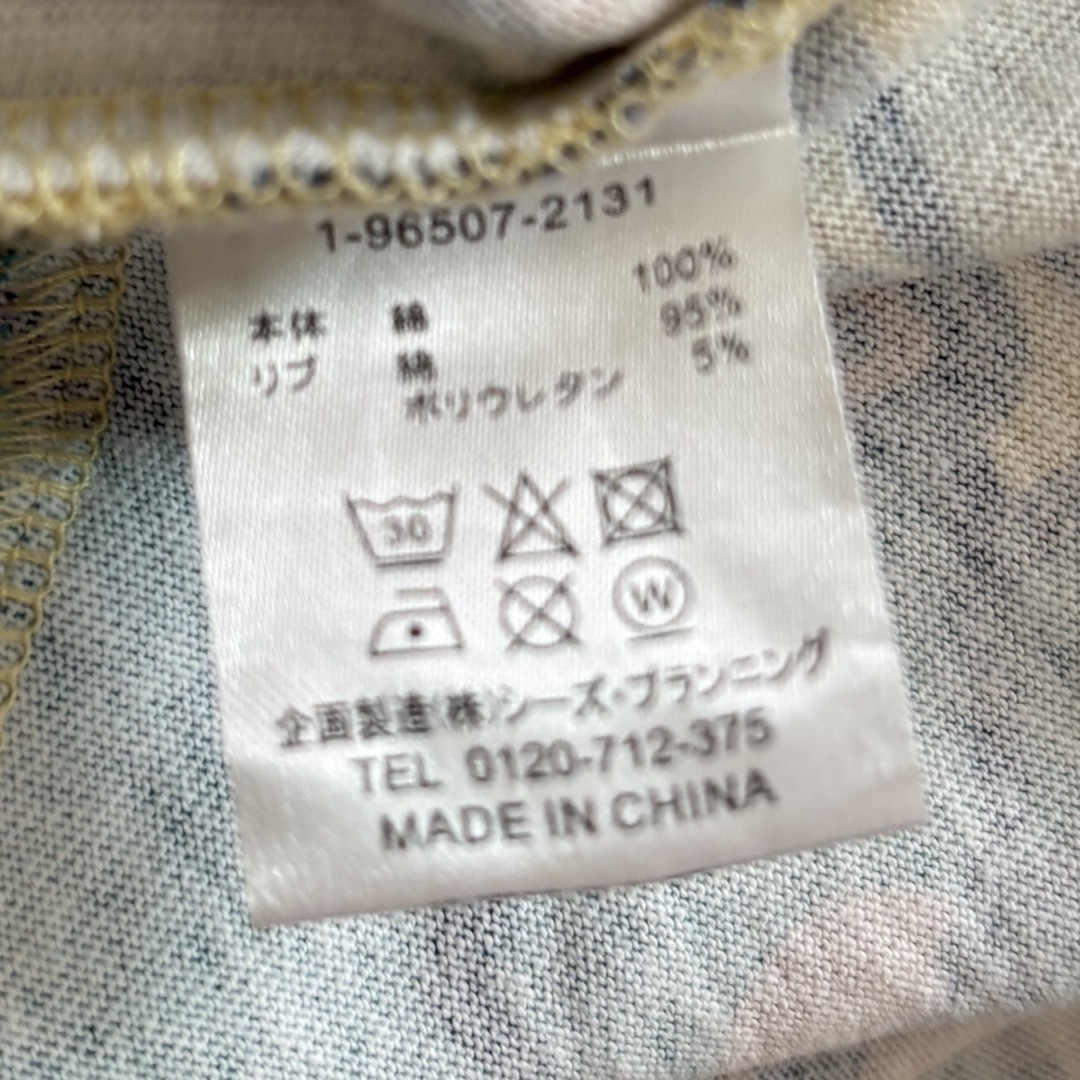 1-96507-2131
本体 綿 100%
リブ 綿 95%
ポリウレタン 5%
30
W
企画製造(株)シーズ・プランニング
TEL 0120-712-375
MADE IN CHINA